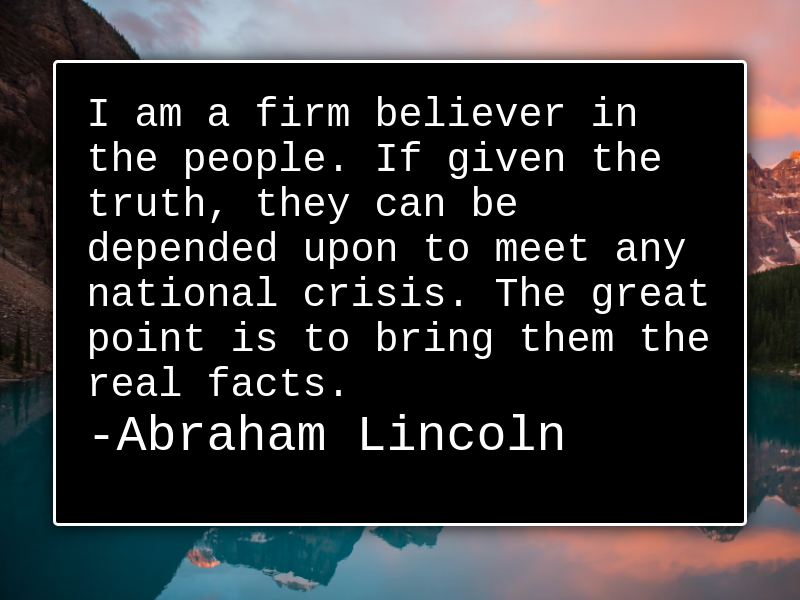 I am a firm believer in
the people. If given the
truth, they can be
depended upon to meet any
national crisis. The great
point is to bring them the
real facts.
-Abraham Lincoln